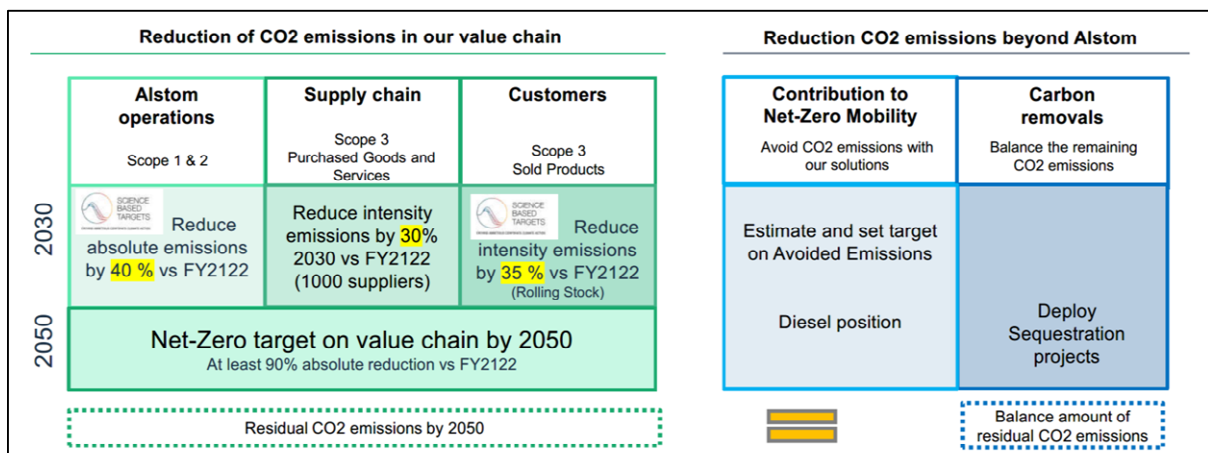 Reduction of CO2 emissions in our value chain
Reduction CO2 emissions beyond Alstom
Alstom
operations
Scope 1 & 2
Supply chain
Scope 3
Purchased Goods and
Services
Customers
Scope 3
Sold Products
Contribution to
Net-Zero Mobility
Avoid CO2 emissions with
our solutions
Carbon
removals
Balance the remaining
CO2 emissions
2030
SCIENCE
BASED
TARGETS
Reduce
absolute emissions
by 40 % vs FY2122
Reduce intensity
emissions by 30%
2030 vs FY2122
(1000 suppliers)
SCIENCE
BASED
TARGETS
Reduce
intensity emissions
by 35 % vs FY2122
(Rolling Stock)
Estimate and set target
on Avoided Emissions
Diesel position
Deploy
Sequestration
projects
2050
Net-Zero target on value chain by 2050
At least 90% absolute reduction vs FY2122
Residual CO2 emissions by 2050
Balance amount of
residual CO2 emissions